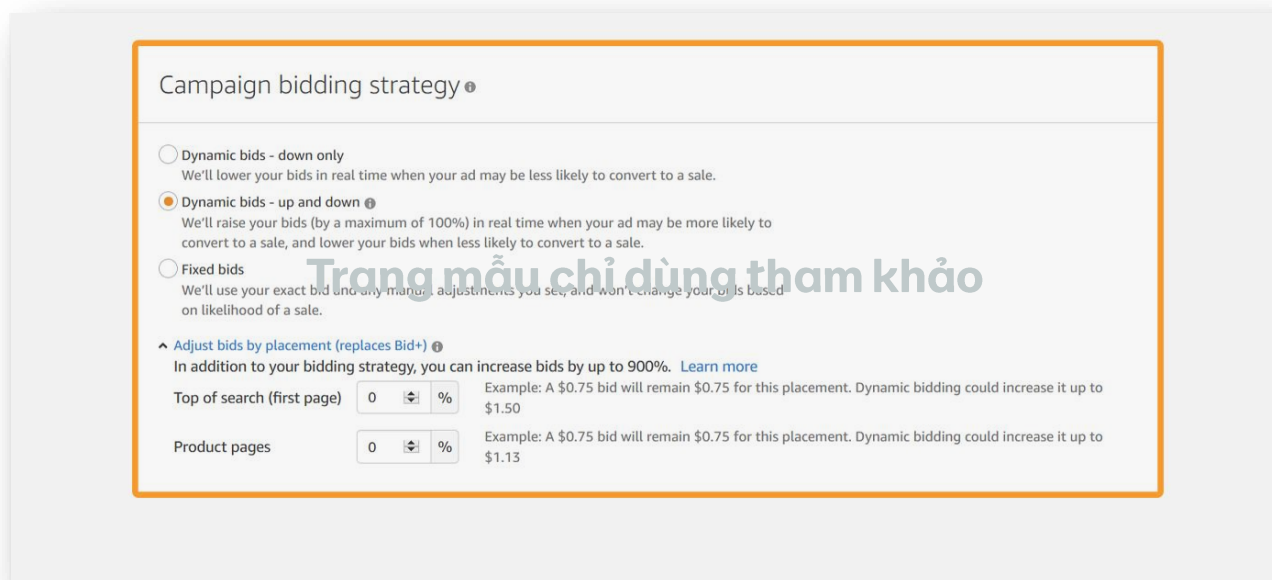 Campaign bidding strategy
Dynamic bids - down only
We'll lower your bids in real time when your ad may be less likely to convert to a sale.
Dynamic bids - up and down
We'll raise your bids (by a maximum of 100%) in real time when your ad may be more likely to
convert to a sale, and lower your bids when less likely to convert to a sale.
Fixed bids
Trang mẫu chỉ dùng tham khảo
We'll use your exact bid and any manual adjustments you set, and won't change your bids based
on likelihood of a sale.
Adjust bids by placement (replaces Bid+)
In addition to your bidding strategy, you can increase bids by up to 900%. Learn more
Top of search (first page) 0 % Example: A $0.75 bid will remain $0.75 for this placement. Dynamic bidding could increase it up to
$1.50
Product pages 0 % Example: A $0.75 bid will remain $0.75 for this placement. Dynamic bidding could increase it up to
$1.13